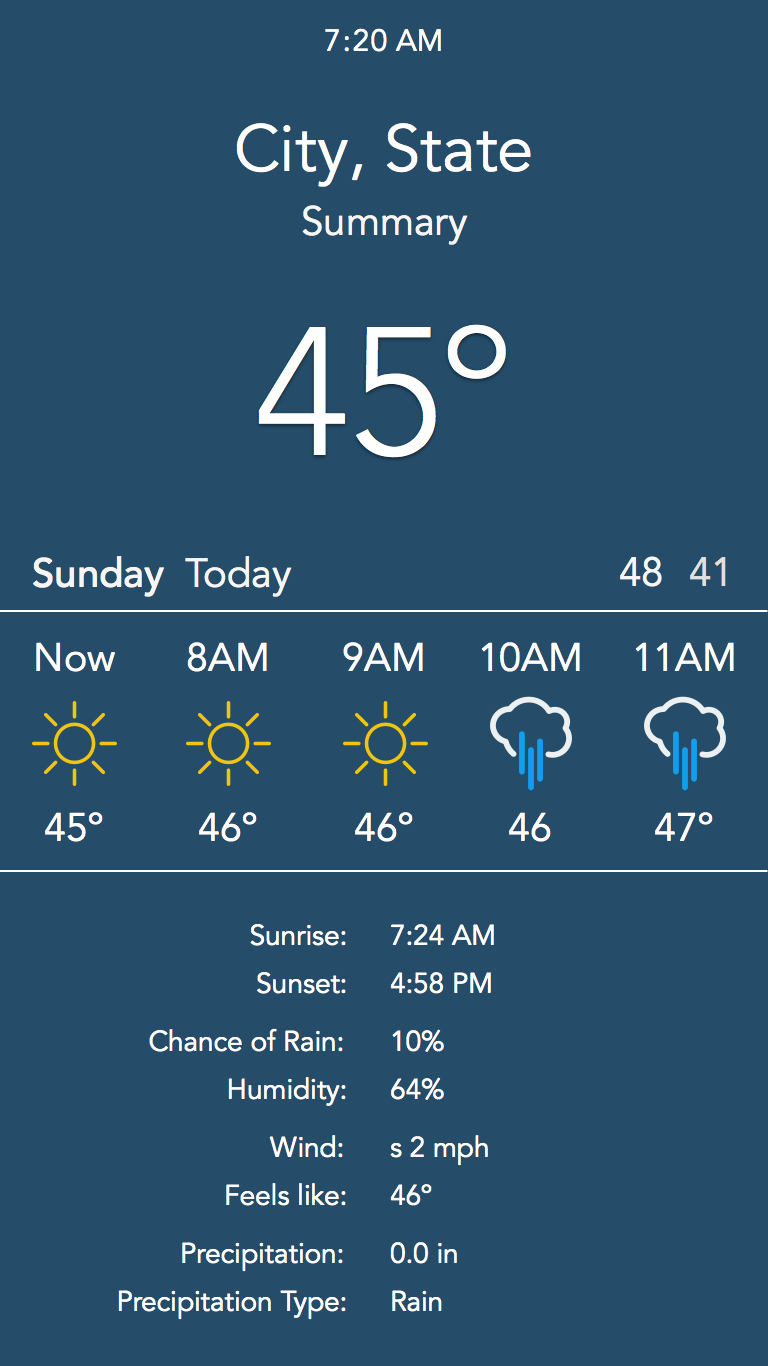 7:20 AM
City, State
Summary
45°
Sunday Today 48 41
Now 8AM 9AM 10AM 11AM
45° 46° 46° 46 47°
Sunrise: 7:24 AM
Sunset: 4:58 PM
Chance of Rain: 10%
Humidity: 64%
Wind: s 2 mph
Feels like: 46°
Precipitation: 0.0 in
Precipitation Type: Rain